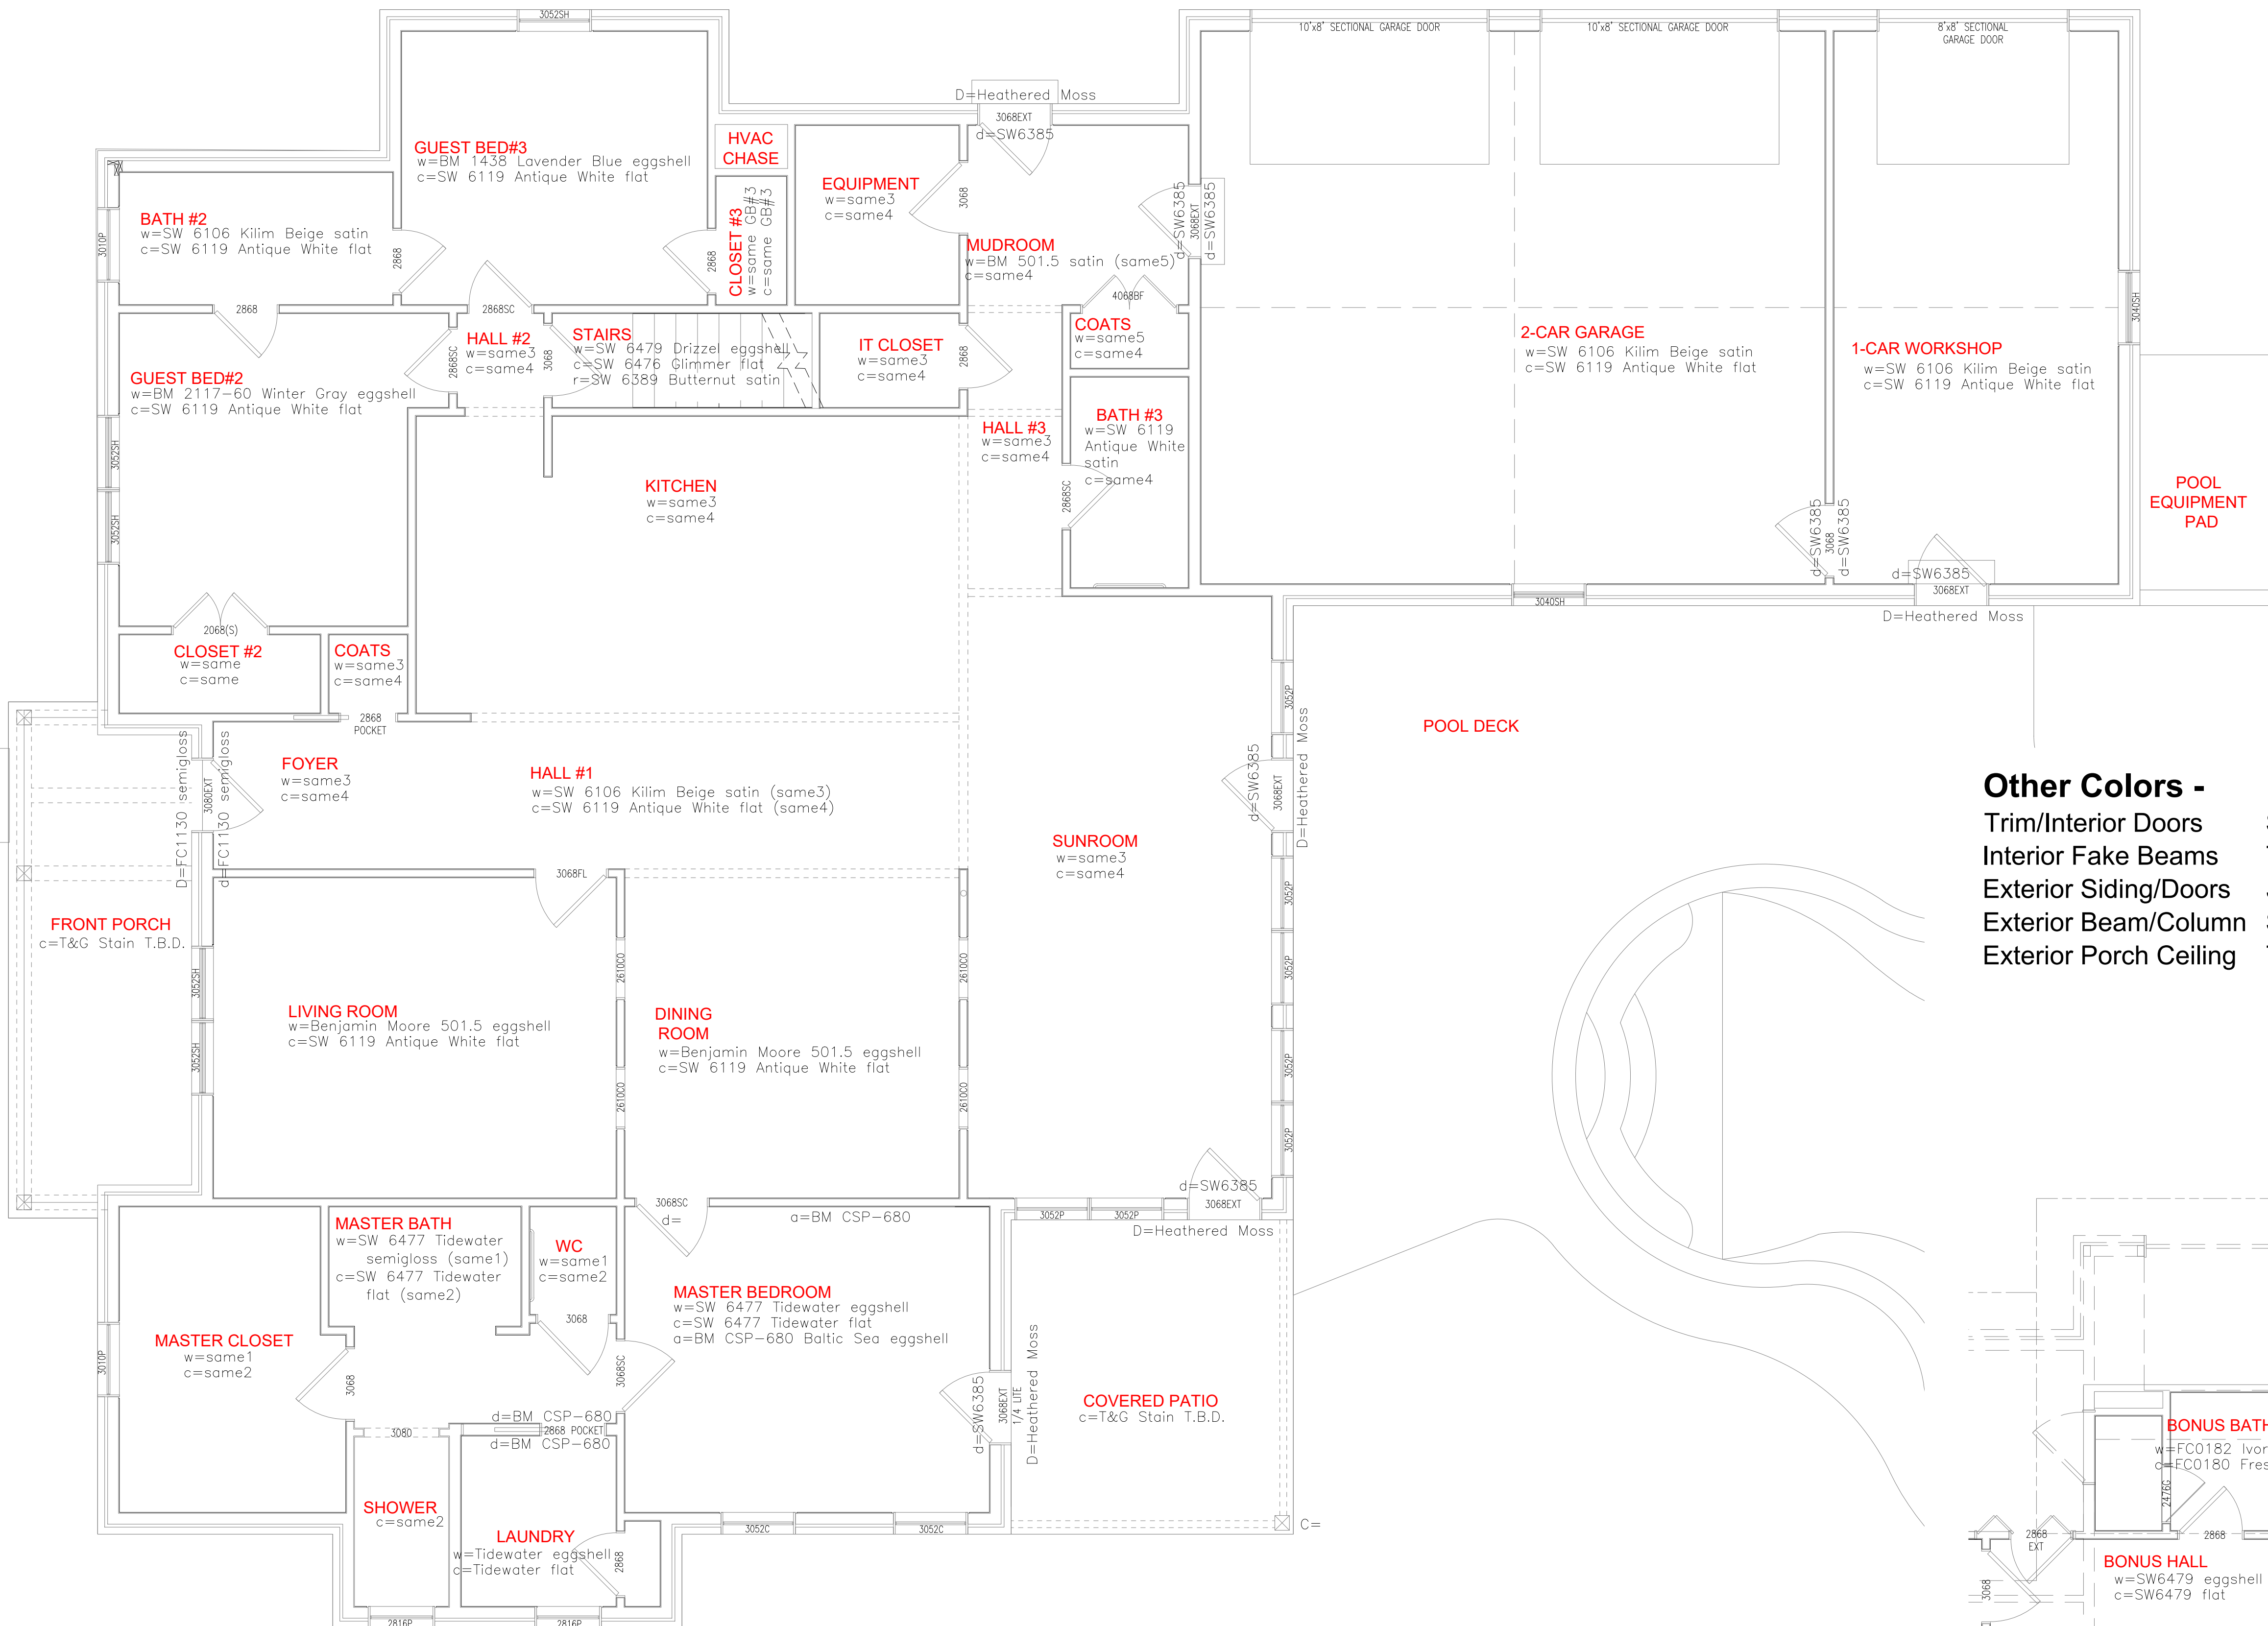 3052SH
10'x8' SECTIONAL GARAGE DOOR
10'x8' SECTIONAL GARAGE DOOR
8'x8' SECTIONAL
GARAGE DOOR
D=Heathered Moss
3068EXT
d=SW6385
HVAC
CHASE
GUEST BED#3
w=BM 1438 Lavender Blue eggshell
c=SW 6119 Antique White flat
CLOSET #3
w=same GB#3
c=same GB#3
2868
EQUIPMENT
w=same3
c=same4
3068
d=SW6385
3068EXT
d=SW6385
MUDROOM
w=BM 501.5 satin (same5)
c=same4
4068BF
BATH #2
w=SW 6106 Kilim Beige satin
c=SW 6119 Antique White flat
3010P
2868
2868
2868SC
HALL #2
w=same3
c=same4
2868SC
3068
STAIRS
w=SW 6479 Drizzel eggshell
c=SW 6476 Glimmer flat
r=SW 6389 Butternut satin
IT CLOSET
w=same3
c=same4
2868
COATS
w=same5
c=same4
2-CAR GARAGE
w=SW 6106 Kilim Beige satin
c=SW 6119 Antique White flat
1-CAR WORKSHOP
w=SW 6106 Kilim Beige satin
c=SW 6119 Antique White flat
3040SH
GUEST BED#2
w=BM 2117-60 Winter Gray eggshell
c=SW 6119 Antique White flat
3052SH
3052SH
KITCHEN
w=same3
c=same4
HALL #3
w=same3
c=same4
BATH #3
w=SW 6119
Antique White
satin
c=same4
2868SC
POOL
EQUIPMENT
PAD
d=SW6385
3068
d=SW6385
d=SW6385
3068EXT
D=Heathered Moss
3040SH
2068(S)
CLOSET #2
w=same
c=same
COATS
w=same3
c=same4
2868
POCKET
POOL DECK
3052P
D=Heathered Moss
d=SW6385
3068EXT
FOYER
w=same3
c=same4
D=FC1130 semigloss
3080EXT
d=FC1130 semigloss
HALL #1
w=SW 6106 Kilim Beige satin (same3)
c=SW 6119 Antique White flat (same4)
SUNROOM
w=same3
c=same4
Other Colors -
Trim/Interior Doors
Interior Fake Beams
Exterior Siding/Doors
Exterior Beam/Column
Exterior Porch Ceiling
3068FL
FRONT PORCH
c=T&G Stain T.B.D.
3052SH
3052SH
LIVING ROOM
w=Benjamin Moore 501.5 eggshell
c=SW 6119 Antique White flat
2610CO
2610CO
DINING
ROOM
w=Benjamin Moore 501.5 eggshell
c=SW 6119 Antique White flat
2610CO
2610CO
3052P
3052P
3052P
3052P
d=SW6385
3068EXT
3052P
3052P
D=Heathered Moss
3068SC
d=
a=BM CSP-680
MASTER BATH
w=SW 6477 Tidewater
semigloss (same1)
c=SW 6477 Tidewater
flat (same2)
WC
w=same1
c=same2
3068
MASTER BEDROOM
w=SW 6477 Tidewater eggshell
c=SW 6477 Tidewater flat
a=BM CSP-680 Baltic Sea eggshell
MASTER CLOSET
w=same1
c=same2
3010P
3068
3068SC
d=SW6385
3068EXT
1/4 LITE
D=Heathered Moss
COVERED PATIO
c=T&G Stain T.B.D.
d=BM CSP-680
2868 POCKET
d=BM CSP-680
308D
SHOWER
c=same2
LAUNDRY
w=Tidewater eggshell
c=Tidewater flat
2868
3052C
3052C
C=
2816P
2816P
BONUS BATH
w=FC0182 Ivor
c=FC0180 Fres
2476G
2868
EXT
2868
3068
BONUS HALL
w=SW6479 eggshell
c=SW6479 flat